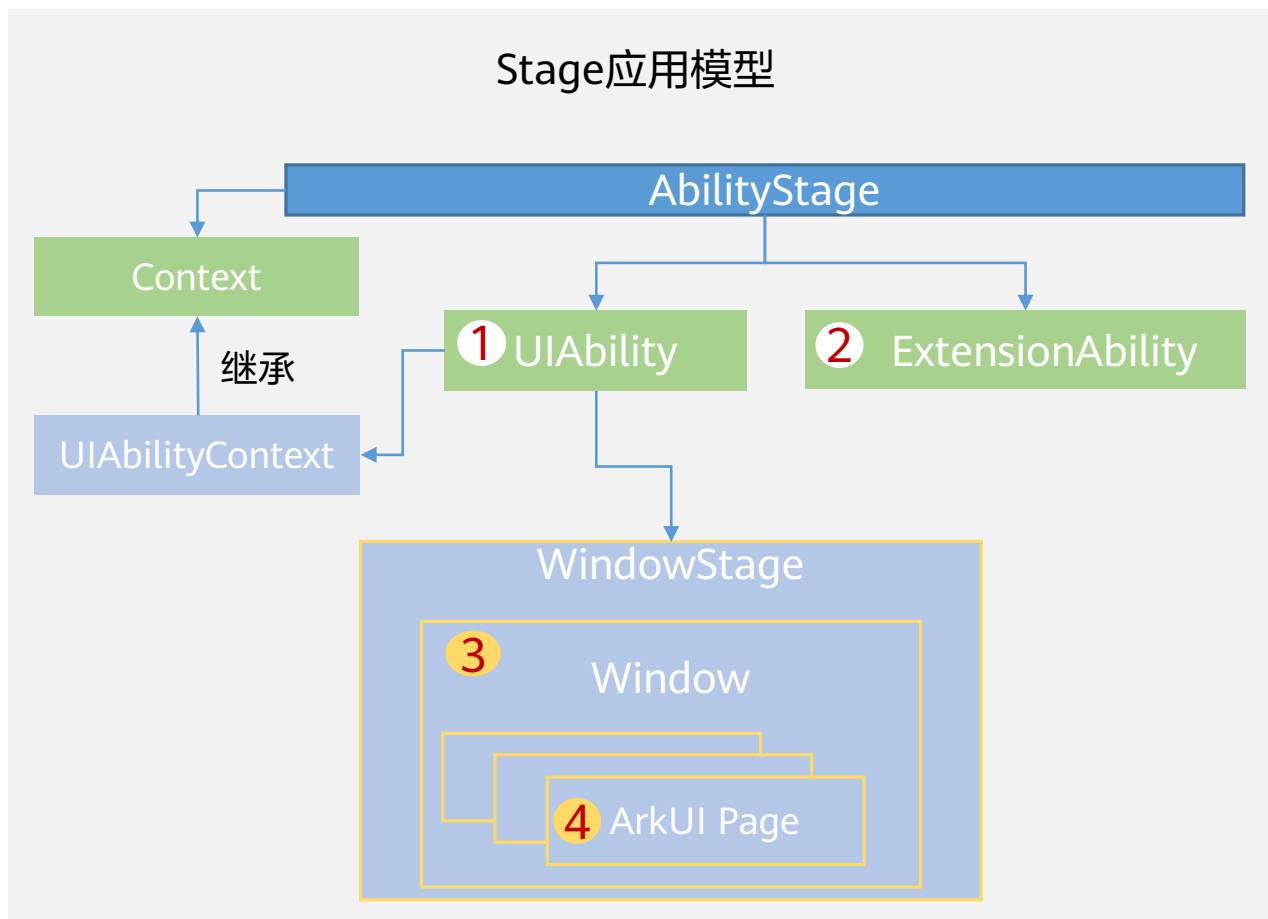 Stage应用模型
AbilityStage
Context
1 UIAbility
2 ExtensionAbility
继承
UIAbilityContext
WindowStage
3
Window
4 ArkUI Page